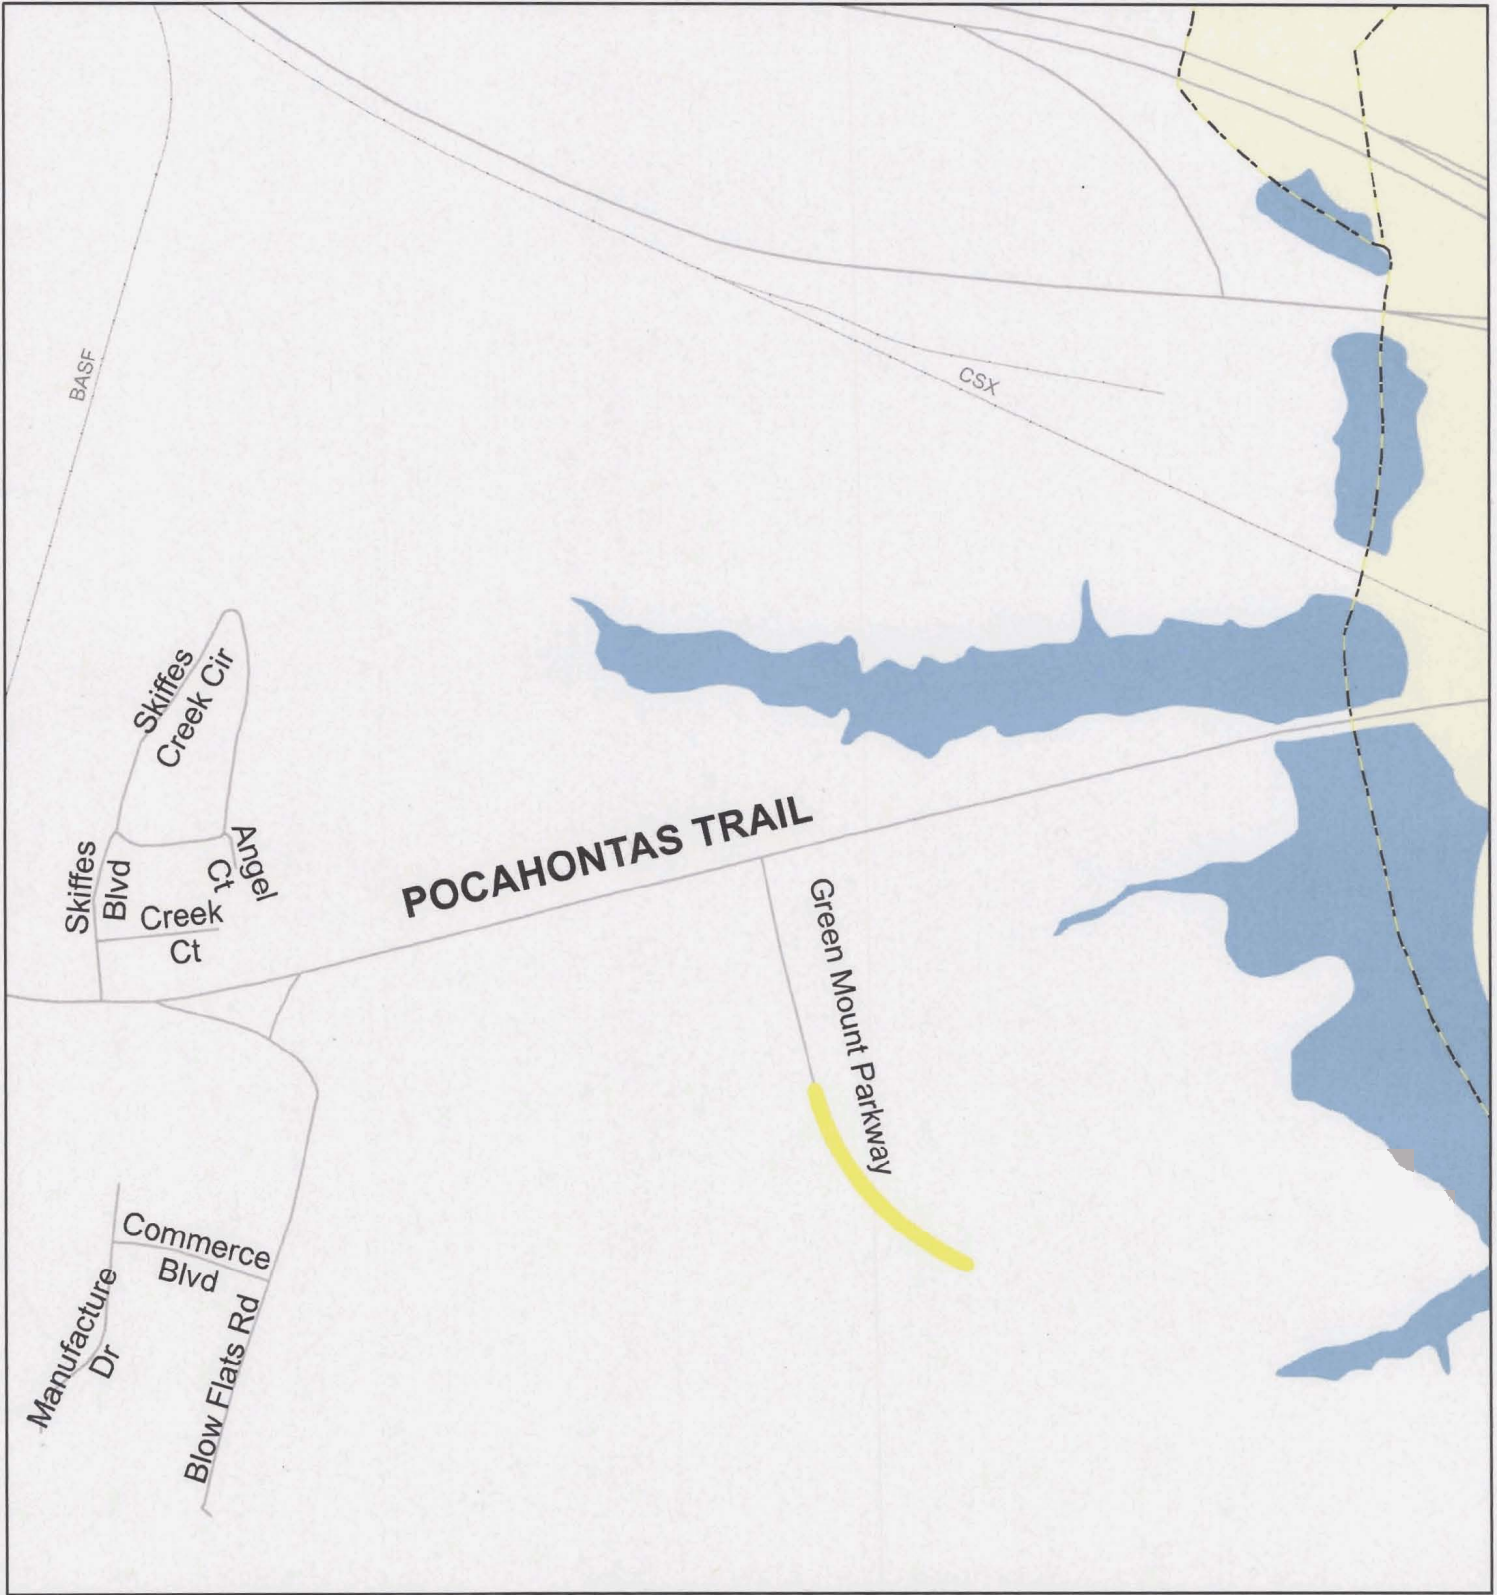 BASF
CSX
Skiffes
Creek Cir
Skiffes
Blvd
Angel
Ct
Creek
Ct
POCAHONTAS TRAIL
Green Mount Parkway
Commerce
Blvd
Manufacture
Dr
Blow Flats Rd